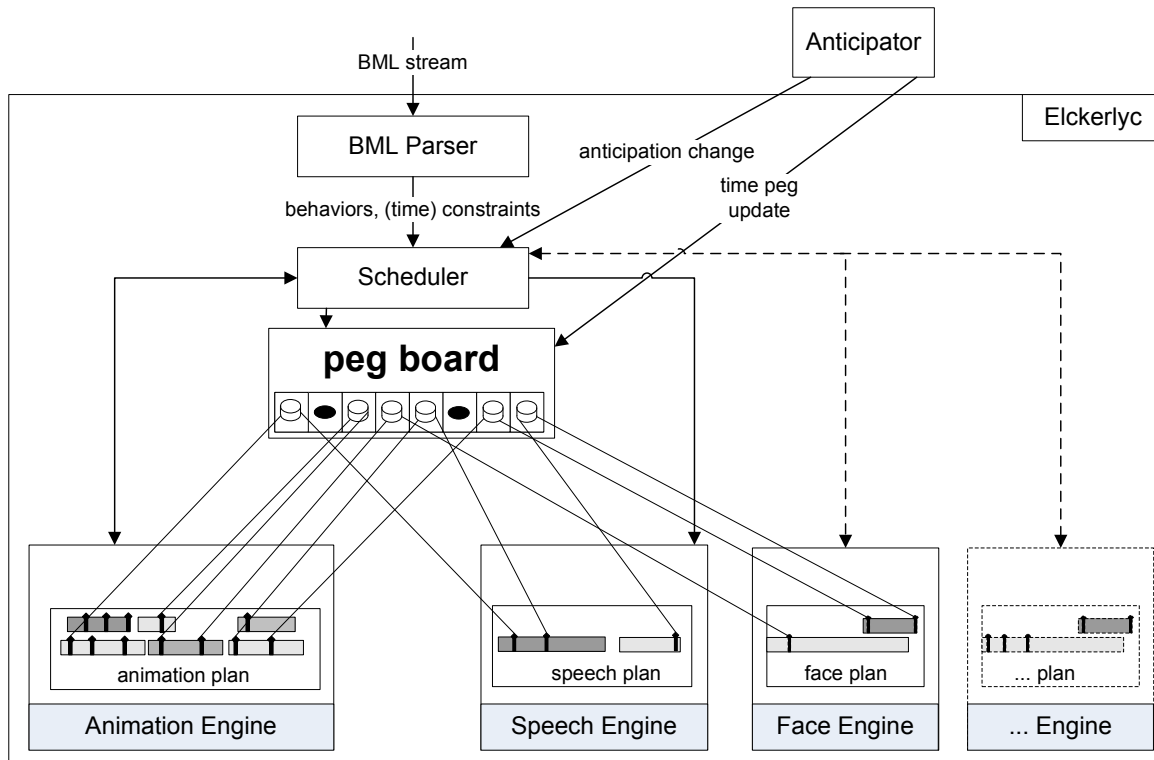 Anticipator
BML stream
Elckerlyc
BML Parser
anticipation change
time peg
update
behaviors, (time) constraints
Scheduler
peg board
animation plan
speech plan
face plan
... plan
Animation Engine
Speech Engine
Face Engine
... Engine